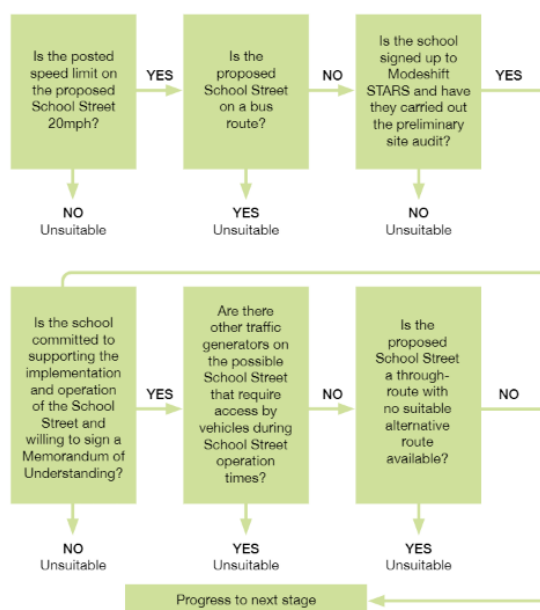 Is the posted
speed limit on
the proposed
School Street
20mph?
YES
Is the
proposed
School Street
on a bus
route?
NO
Is the school
signed up to
Modeshift
STARS and have
they carried out
the preliminary
site audit?
YES
NO
Unsuitable
YES
Unsuitable
NO
Unsuitable
Is the school
committed to
supporting the
implementation
and operation
of the School
Street and
willing to sign a
Memorandum of
Understanding?
YES
Are there
other traffic
generators on
the possible
School Street
that require
access by
vehicles during
School Street
operation
times?
NO
Is the
proposed
School Street
a through-
route with
no suitable
alternative
route
available?
NO
NO
Unsuitable
YES
Unsuitable
YES
Unsuitable
Progress to next stage